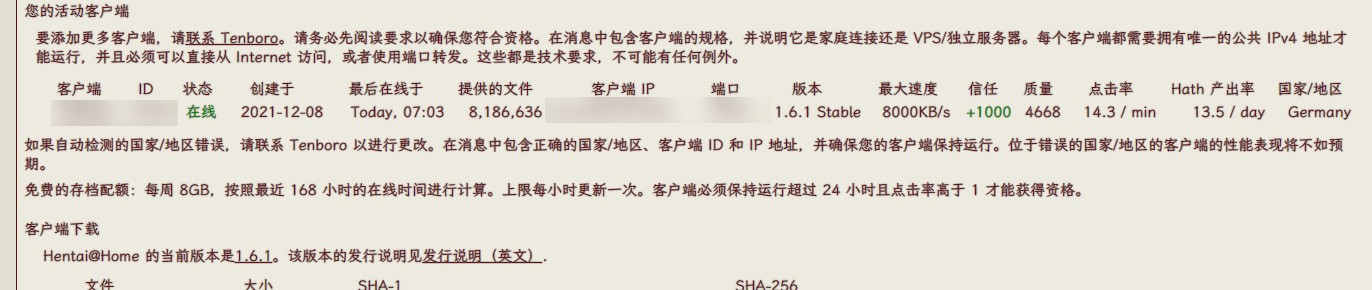 您的活动客户端
要添加更多客户端，请联系 Tenboro。请务必先阅读要求以确保您符合资格。在消息中包含客户端的规格，并说明它是家庭连接还是 VPS/独立服务器。每个客户端都需要拥有唯一的公共 IPv4 地址才
能运行，并且必须可以直接从 Internet 访问，或者使用端口转发。这些都是技术要求，不可能有任何例外。
客户端 ID 状态 创建于 最后在线于 提供的文件 客户端 IP 端口 版本 最大速度 信任 质量 点击率 Hath 产出率 国家/地区
在线 2021-12-08 Today, 07:03 8,186,636 1.6.1 Stable 8000KB/s +1000 4668 14.3 / min 13.5 / day Germany
如果自动检测的国家/地区错误，请联系 Tenboro 以进行更改。在消息中包含正确的国家/地区、客户端 ID 和 IP 地址，并确保您的客户端保持运行。位于错误的国家/地区的客户端的性能表现将不如预
期。
免费的存档配额：每周 8GB，按照最近 168 小时的在线时间进行计算。上限每小时更新一次。客户端必须保持运行超过 24 小时且点击率高于 1 才能获得资格。
客户端下载
Hentai@Home 的当前版本是1.6.1。该版本的发行说明见发行说明（英文）.
文件 大小 SHA-1 SHA-256